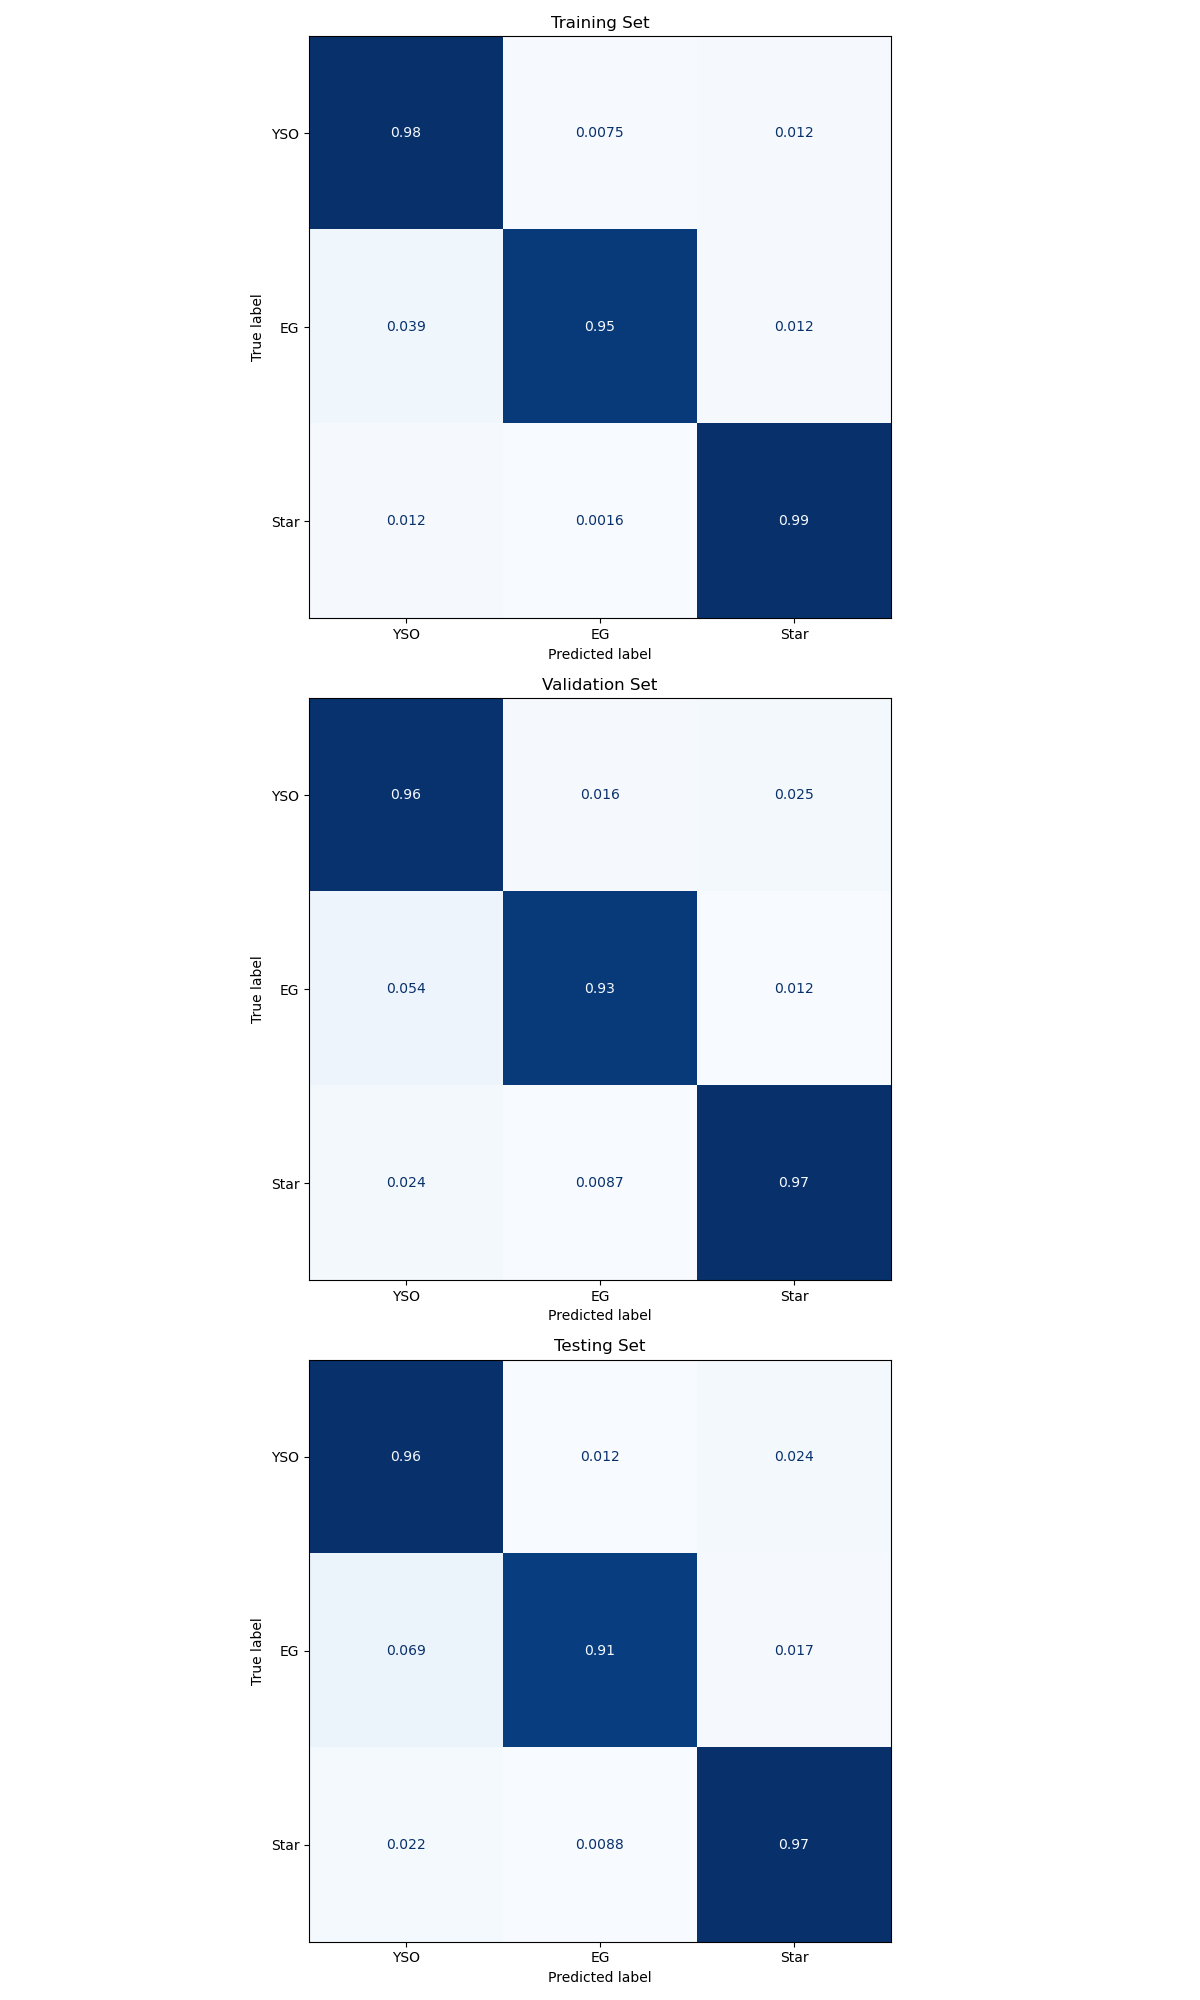 Training Set
YSO 0.98 0.0075 0.012
True label
EG 0.039 0.95 0.012
Star 0.012 0.0016 0.99
YSO EG Star
Predicted label
Validation Set
YSO 0.96 0.016 0.025
True label
EG 0.054 0.93 0.012
Star 0.024 0.0087 0.97
YSO EG Star
Predicted label
Testing Set
YSO 0.96 0.012 0.024
True label
EG 0.069 0.91 0.017
Star 0.022 0.0088 0.97
YSO EG Star
Predicted label